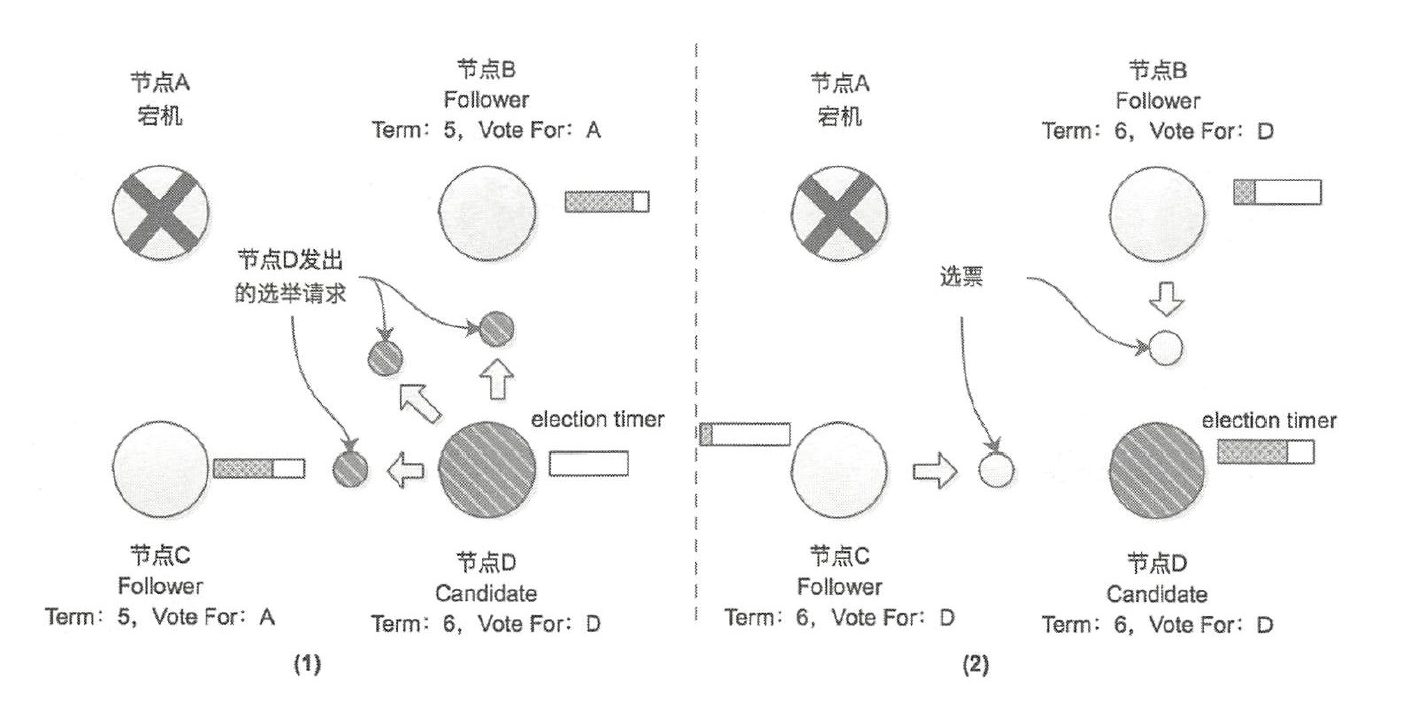 节点A
宕机
节点B
Follower
Term：5，Vote For：A
节点D发出
的选举请求
election timer
节点C
Follower
Term：5，Vote For：A
节点D
Candidate
Term：6，Vote For：D
(1)
节点A
宕机
节点B
Follower
Term：6，Vote For：D
选票
election timer
节点C
Follower
Term：6，Vote For：D
节点D
Candidate
Term：6，Vote For：D
(2)